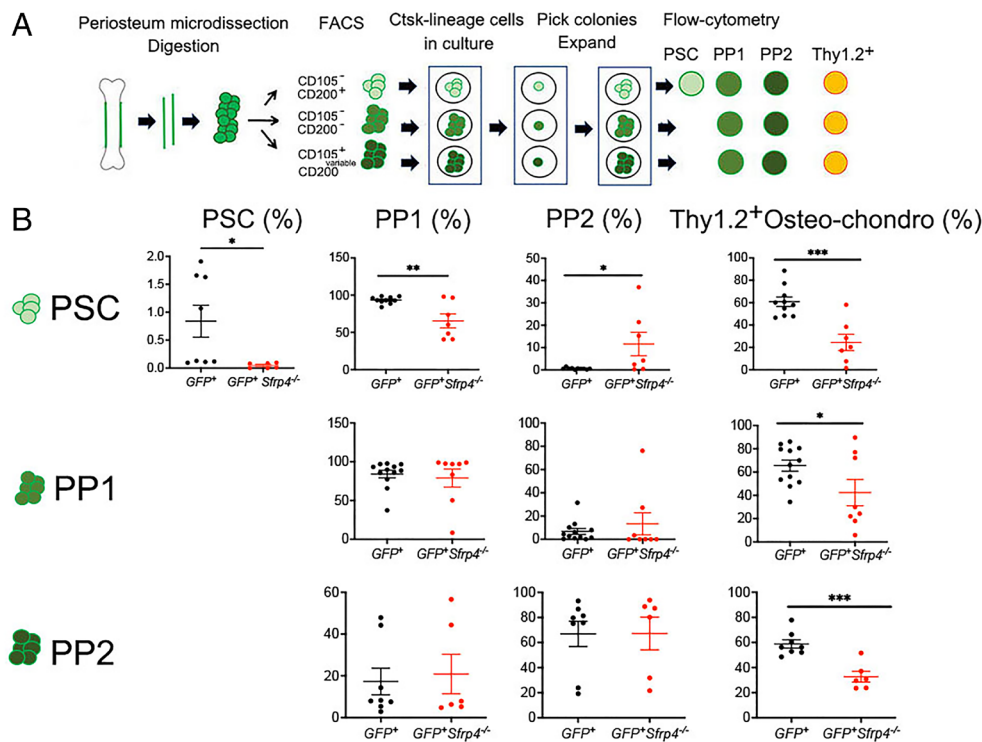 A
Periosteum microdissection
Digestion
FACS
Ctsk-lineage cells
in culture
Pick colonies
Expand
Flow-cytometry
PSC PP1 PP2 Thy1.2+
CD105-
CD200+
CD105-
CD200-
CD105+
CD200variable
B
PSC (%) PP1 (%) PP2 (%) Thy1.2+Osteo-chondro (%)
PSC
2.0
1.5
1.0
0.5
0.0
*
GFP+ GFP+ Sfrp4-/-
150
100
50
0
**
GFP+ GFP+Sfrp4-/-
50
40
30
20
10
0
*
GFP+ GFP+Sfrp4-/-
100
80
60
40
20
0
***
GFP+ GFP+Sfrp4-/-
PP1
150
100
50
0
GFP+ GFP+Sfrp4-/-
100
80
60
40
20
0
GFP+ GFP+Sfrp4-/-
100
80
60
40
20
0
*
GFP+ GFP+Sfrp4-/-
PP2
60
40
20
0
GFP+ GFP+Sfrp4-/-
100
80
60
40
20
0
GFP+ GFP+Sfrp4-/-
100
80
60
40
20
0
***
GFP+ GFP+Sfrp4-/-